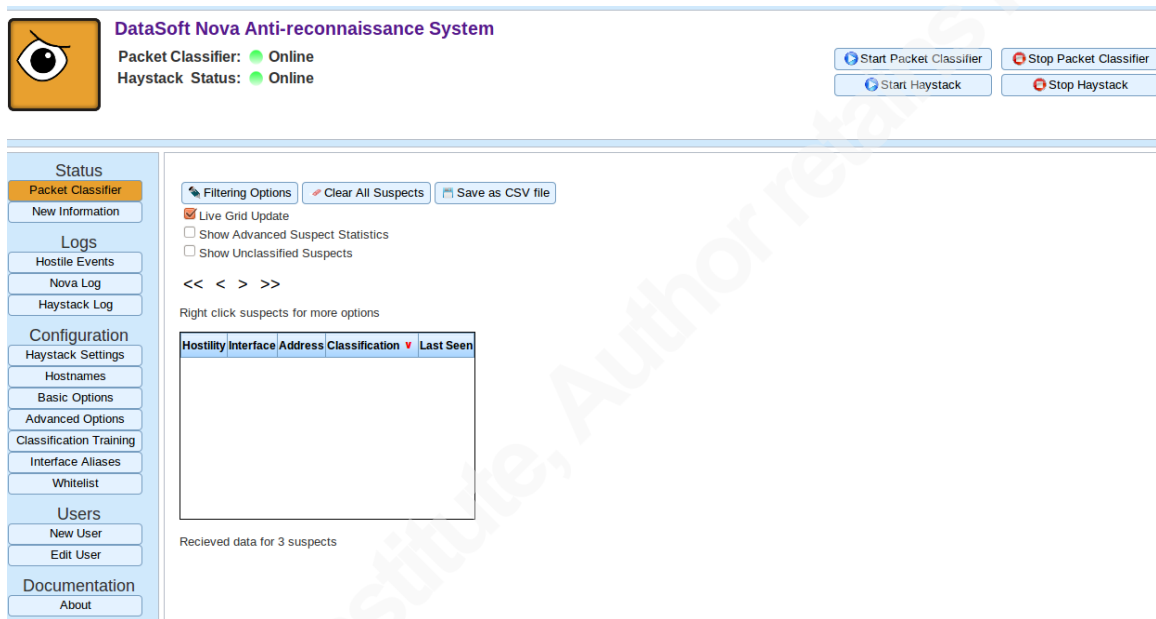 DataSoft Nova Anti-reconnaissance System
Packet Classifier: Online
Haystack Status: Online
Start Packet Classifier
Stop Packet Classifier
Start Haystack
Stop Haystack
Status
Packet Classifier
New Information
Logs
Hostile Events
Nova Log
Haystack Log
Configuration
Haystack Settings
Hostnames
Basic Options
Advanced Options
Classification Training
Interface Aliases
Whitelist
Users
New User
Edit User
Documentation
About
Filtering Options
Clear All Suspects
Save as CSV file
Live Grid Update
Show Advanced Suspect Statistics
Show Unclassified Suspects
<< < > >>
Right click suspects for more options
Hostility Interface Address Classification v Last Seen
Recieved data for 3 suspects
stitute, Author retains